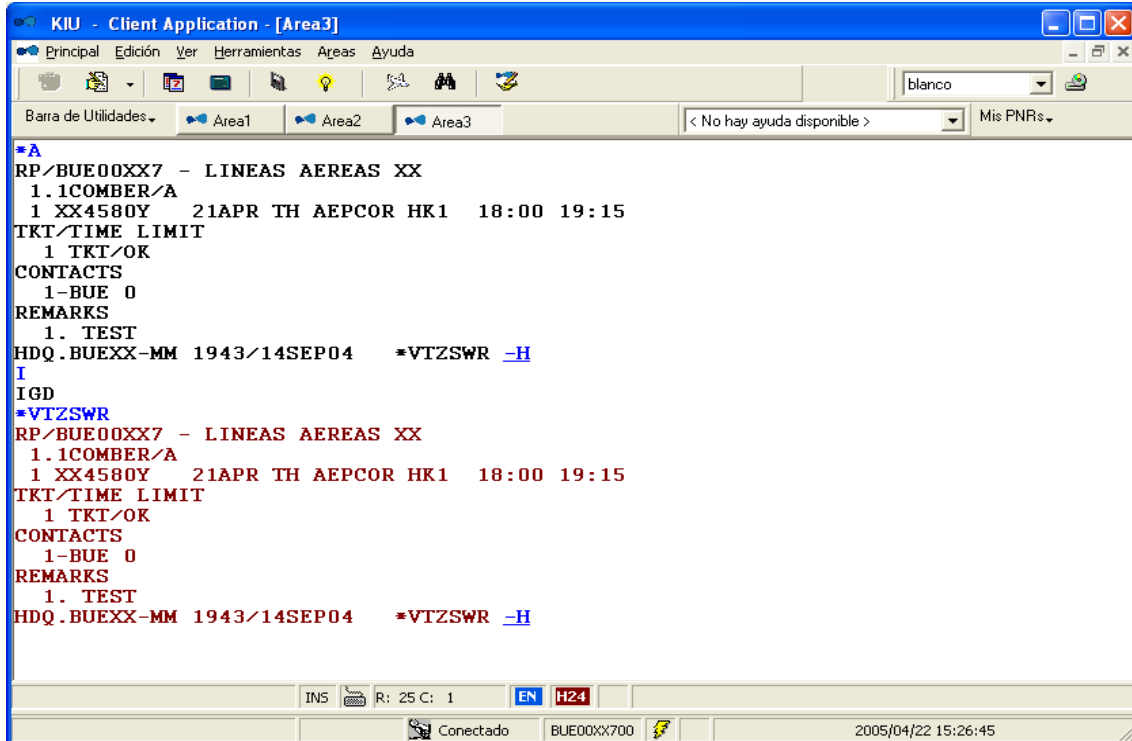 KIU - Client Application - [Area3]
Principal Edición Ver Herramientas Areas Ayuda
blanco
Barra de Utilidades Area1 Area2 Area3 < No hay ayuda disponible > Mis PNRs
*A
RP/BUE00XX7 - LINEAS AEREAS XX
1.1COMBER/A
1 XX4580Y 21APR TH AEPCOR HK1 18:00 19:15
TKT/TIME LIMIT
1 TKT/OK
CONTACTS
1-BUE 0
REMARKS
1. TEST
HDQ.BUEXX-MM 1943/14SEP04 *VTZSWR -H
I
IGD
*VTZSWR
RP/BUE00XX7 - LINEAS AEREAS XX
1.1COMBER/A
1 XX4580Y 21APR TH AEPCOR HK1 18:00 19:15
TKT/TIME LIMIT
1 TKT/OK
CONTACTS
1-BUE 0
REMARKS
1. TEST
HDQ.BUEXX-MM 1943/14SEP04 *VTZSWR -H
INS R: 25 C: 1 EN H24
Conectado BUE00XX700 2005/04/22 15:26:45